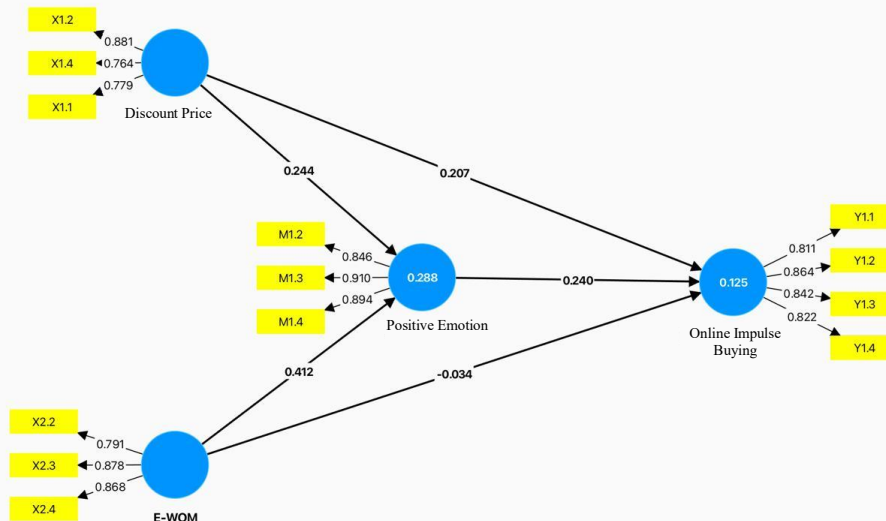 X1.2
0.881
X1.4
0.764
X1.1
0.779
Discount Price
0.244
0.207
M1.2
0.846
M1.3
0.910
M1.4
0.894
0.288
Positive Emotion
0.240
0.125
Online Impulse
Buying
Y1.1
0.811
Y1.2
0.864
Y1.3
0.842
Y1.4
0.822
0.412
-0.034
X2.2
0.791
X2.3
0.878
X2.4
0.868
E-WOM